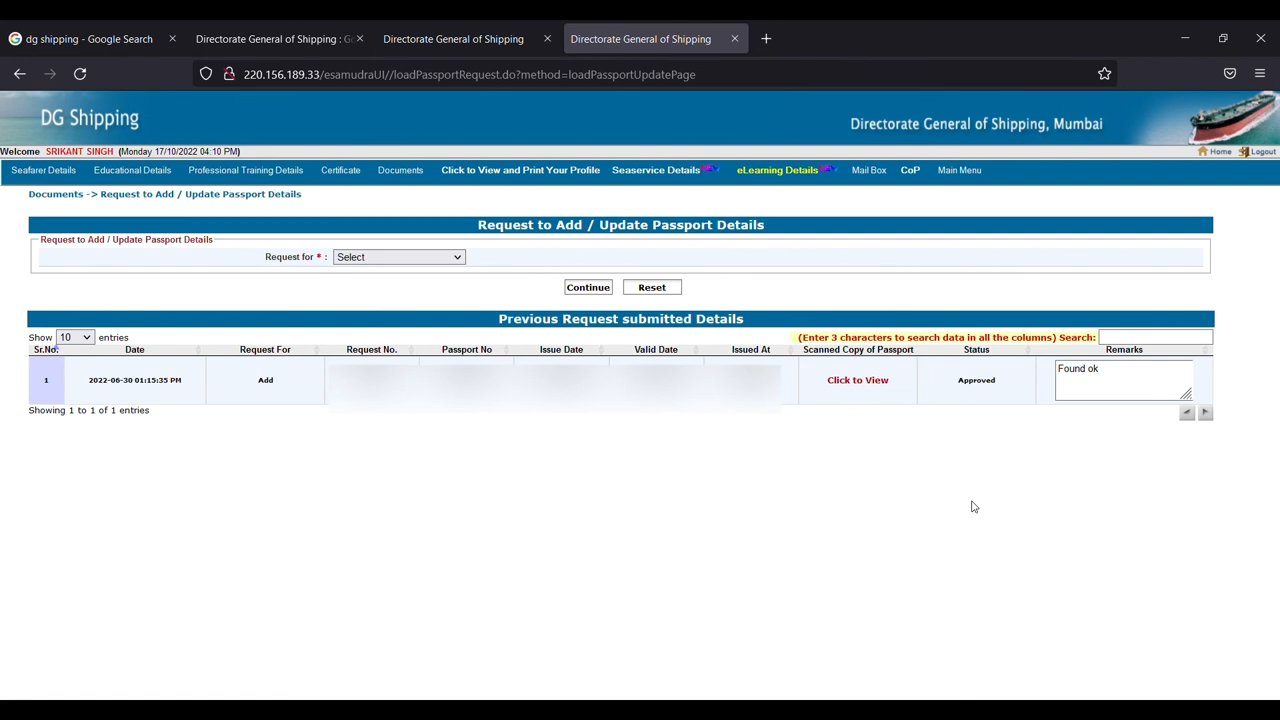 dg shipping - Google Search
Directorate General of Shipping : Go
Directorate General of Shipping
Directorate General of Shipping
220.156.189.33/esamudraUI//loadPassportRequest.do?method=loadPassportUpdatePage
DG Shipping
Directorate General of Shipping, Mumbai
Welcome SRIKANT SINGH (Monday 17/10/2022 04:10 PM)
Home Logout
Seafarer Details Educational Details Professional Training Details Certificate Documents Click to View and Print Your Profile Seaservice Details eLearning Details Mail Box CoP Main Menu
Documents -> Request to Add / Update Passport Details
Request to Add / Update Passport Details
Request to Add / Update Passport Details
Request for * : Select
Continue Reset
Previous Request submitted Details
Show 10 entries (Enter 3 characters to search data in all the columns) Search:
Sr.No. Date Request For Request No. Passport No Issue Date Valid Date Issued At Scanned Copy of Passport Status Remarks
1 2022-06-30 01:15:35 PM Add Click to View Approved Found ok
Showing 1 to 1 of 1 entries